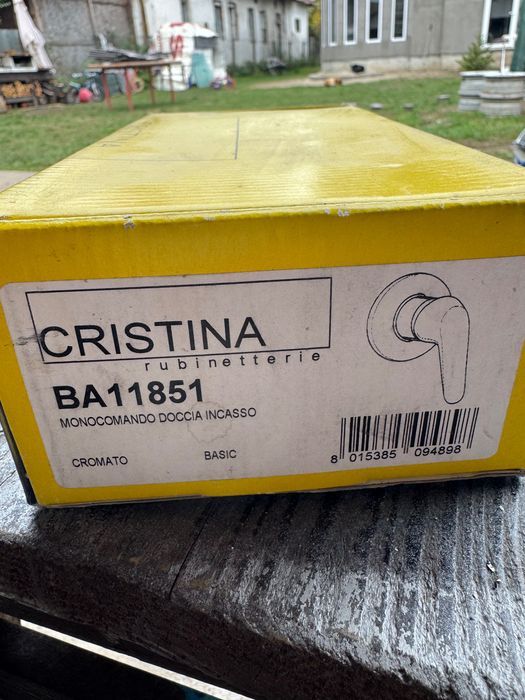 CRISTINA
rubinetterie
BA11851
MONOCOMANDO DOCCIA INCASSO
CROMATO BASIC
8 015385 094898